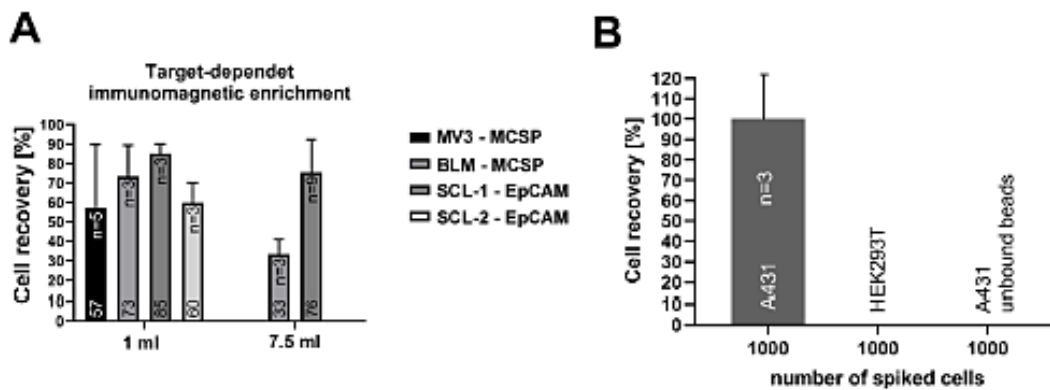 A
Target-dependet
immunomagnetic enrichment
Cell recovery [%]
100
90
80
70
60
50
40
30
20
10
0
n=5
57
n=3
73
n=3
85
n=3
60
n=3
33
n=9
76
1 ml
7.5 ml
MV3 - MCSP
BLM - MCSP
SCL-1 - EpCAM
SCL-2 - EpCAM
B
Cell recovery [%]
120
110
100
90
80
70
60
50
40
30
20
10
0
n=3
A431
HEK293T
A431
unbound beads
1000
1000
1000
number of spiked cells